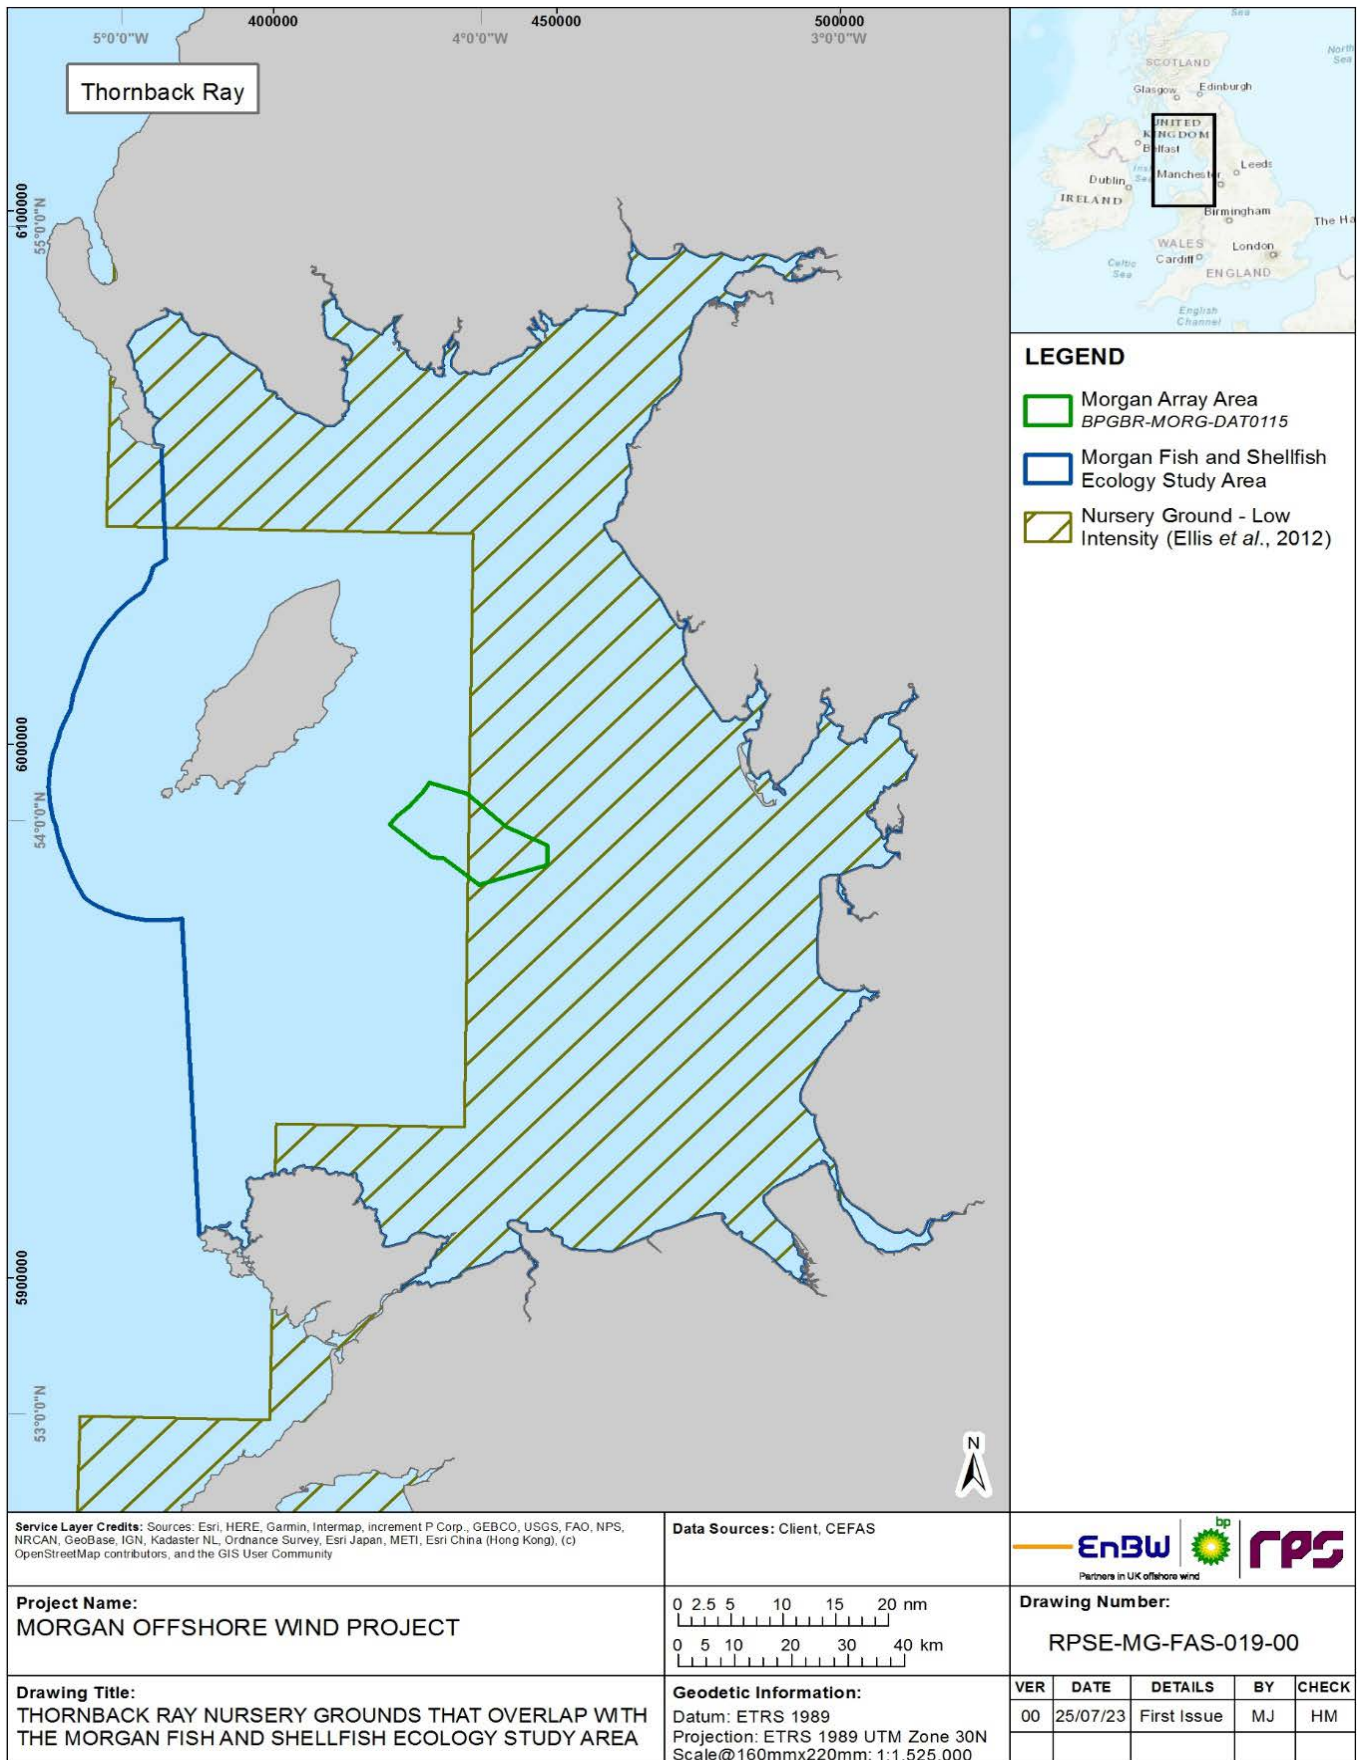 400000
450000
500000
5°0'0"W
4°0'0"W
3°0'0"W
Thornback Ray
6100000
55°0'0"N
6000000
54°0'0"N
5900000
53°0'0"N
N
Sea
North
Sea
SCOTLAND
Glasgow
Edinburgh
UNITED
KINGDOM
Belfast
Leeds
Irish
Sea
Manchester
Dublin
IRELAND
Birmingham
The Ha
WALES
London
Cardiff
Celtic
Sea
ENGLAND
English
Channel
LEGEND
Morgan Array Area
BPGBR-MORG-DAT0115
Morgan Fish and Shellfish
Ecology Study Area
Nursery Ground - Low
Intensity (Ellis et al., 2012)
Service Layer Credits: Sources: Esri, HERE, Garmin, Intermap, increment P Corp., GEBCO, USGS, FAO, NPS,
NRCAN, GeoBase, IGN, Kadaster NL, Ordnance Survey, Esri Japan, METI, Esri China (Hong Kong), (c)
OpenStreetMap contributors, and the GIS User Community
Data Sources: Client, CEFAS
EnBW
bp
rps
Partners in UK offshore wind
Project Name:
MORGAN OFFSHORE WIND PROJECT
0 2.5 5 10 15 20 nm
0 5 10 20 30 40 km
Drawing Number:
RPSE-MG-FAS-019-00
Drawing Title:
THORNBACK RAY NURSERY GROUNDS THAT OVERLAP WITH
THE MORGAN FISH AND SHELLFISH ECOLOGY STUDY AREA
Geodetic Information:
Datum: ETRS 1989
Projection: ETRS 1989 UTM Zone 30N
Scale@160mmx220mm: 1:1,525,000
VER DATE DETAILS BY CHECK
00 25/07/23 First Issue MJ HM